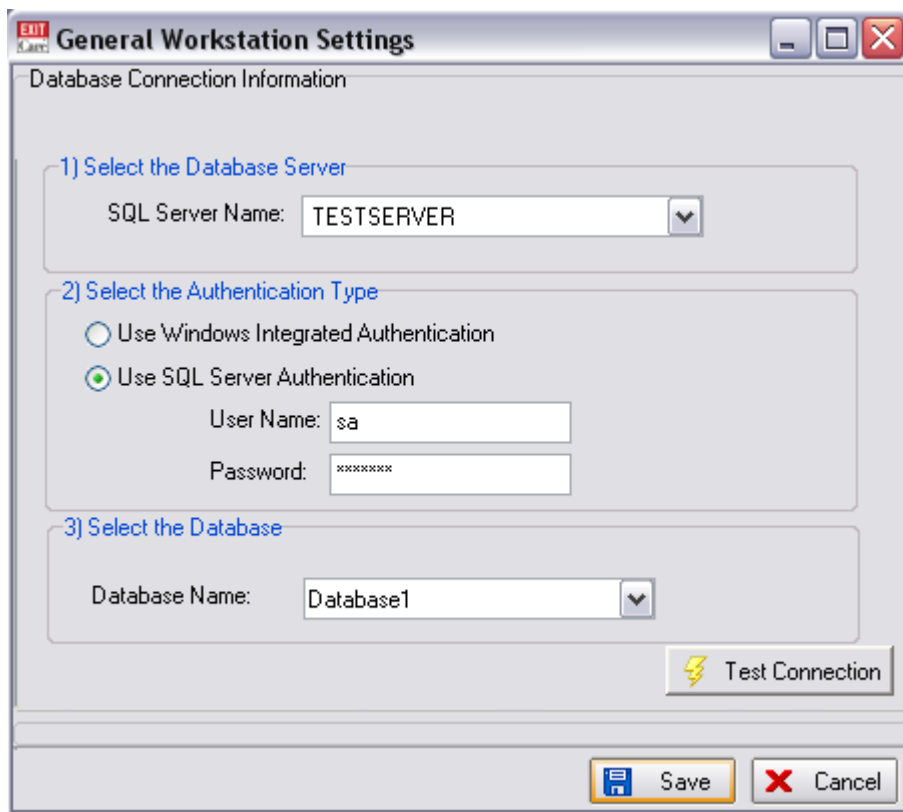 EXIT
Care
General Workstation Settings
Database Connection Information
1) Select the Database Server
SQL Server Name: TESTSERVER
2) Select the Authentication Type
Use Windows Integrated Authentication
Use SQL Server Authentication
User Name: sa
Password: *******
3) Select the Database
Database Name: Database1
Test Connection
Save Cancel